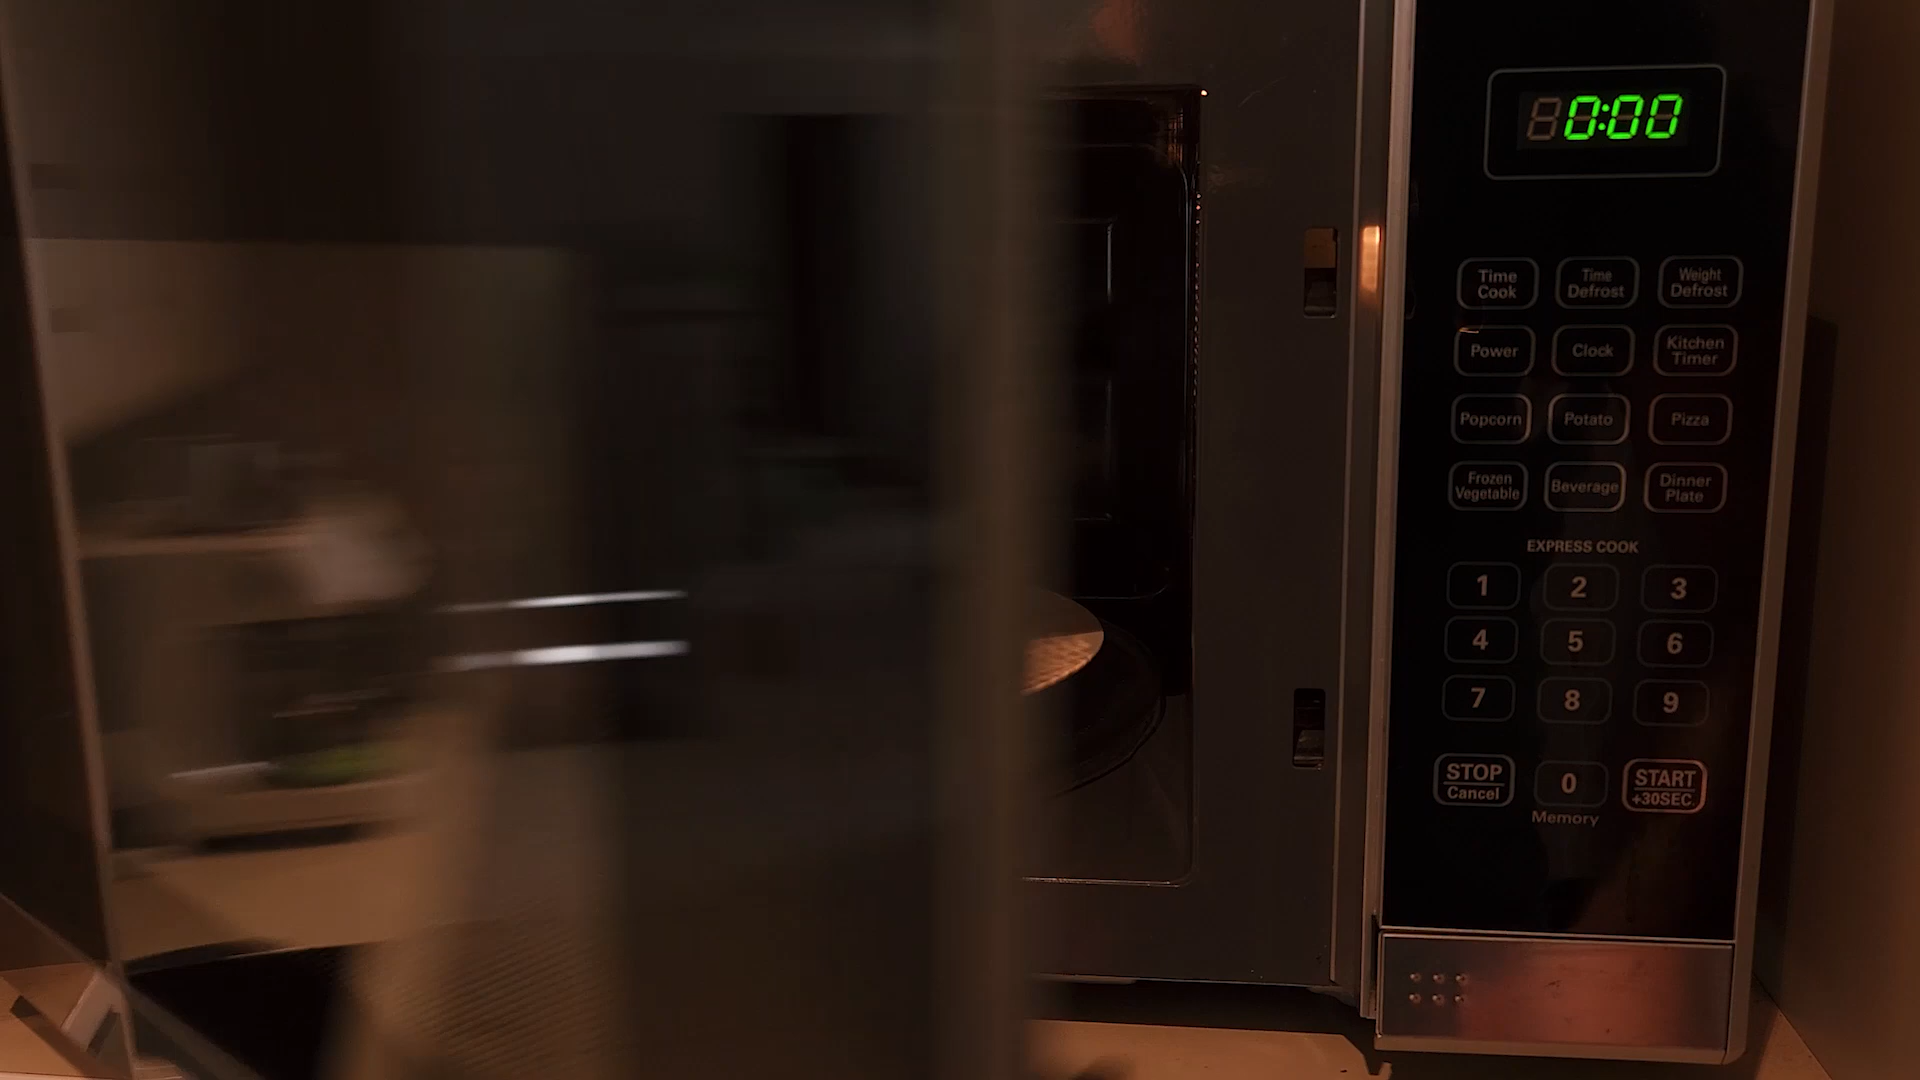 0:00
Time Cook
Time Defrost
Weight Defrost
Power
Clock
Kitchen Timer
Popcorn
Potato
Pizza
Frozen Vegetable
Beverage
Dinner Plate
EXPRESS COOK
1 2 3
4 5 6
7 8 9
STOP
Cancel
0
START
+30SEC.
Memory